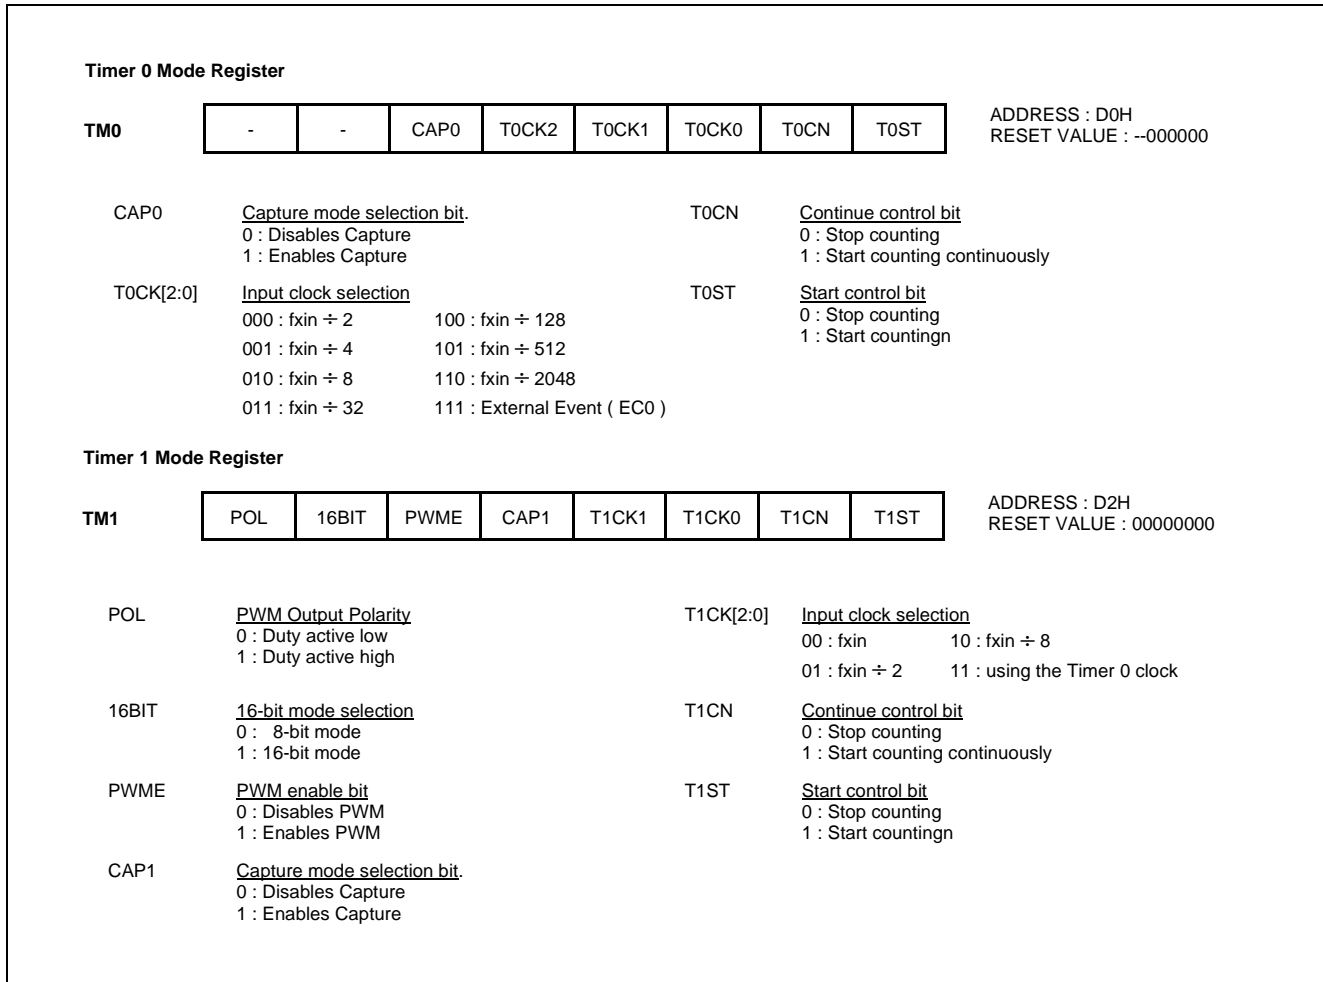 Timer 0 Mode Register
TM0 - - CAP0 T0CK2 T0CK1 T0CK0 T0CN T0ST
ADDRESS : D0H
RESET VALUE : --000000
CAP0 Capture mode selection bit.
0 : Disables Capture
1 : Enables Capture
T0CN Continue control bit
0 : Stop counting
1 : Start counting continuously
T0CK[2:0] Input clock selection
000 : fxin ÷ 2 100 : fxin ÷ 128
001 : fxin ÷ 4 101 : fxin ÷ 512
010 : fxin ÷ 8 110 : fxin ÷ 2048
011 : fxin ÷ 32 111 : External Event ( EC0 )
T0ST Start control bit
0 : Stop counting
1 : Start countingn
Timer 1 Mode Register
TM1 POL 16BIT PWME CAP1 T1CK1 T1CK0 T1CN T1ST
ADDRESS : D2H
RESET VALUE : 00000000
POL PWM Output Polarity
0 : Duty active low
1 : Duty active high
T1CK[2:0] Input clock selection
00 : fxin 10 : fxin ÷ 8
01 : fxin ÷ 2 11 : using the Timer 0 clock
16BIT 16-bit mode selection
0 : 8-bit mode
1 : 16-bit mode
T1CN Continue control bit
0 : Stop counting
1 : Start counting continuously
PWME PWM enable bit
0 : Disables PWM
1 : Enables PWM
T1ST Start control bit
0 : Stop counting
1 : Start countingn
CAP1 Capture mode selection bit.
0 : Disables Capture
1 : Enables Capture